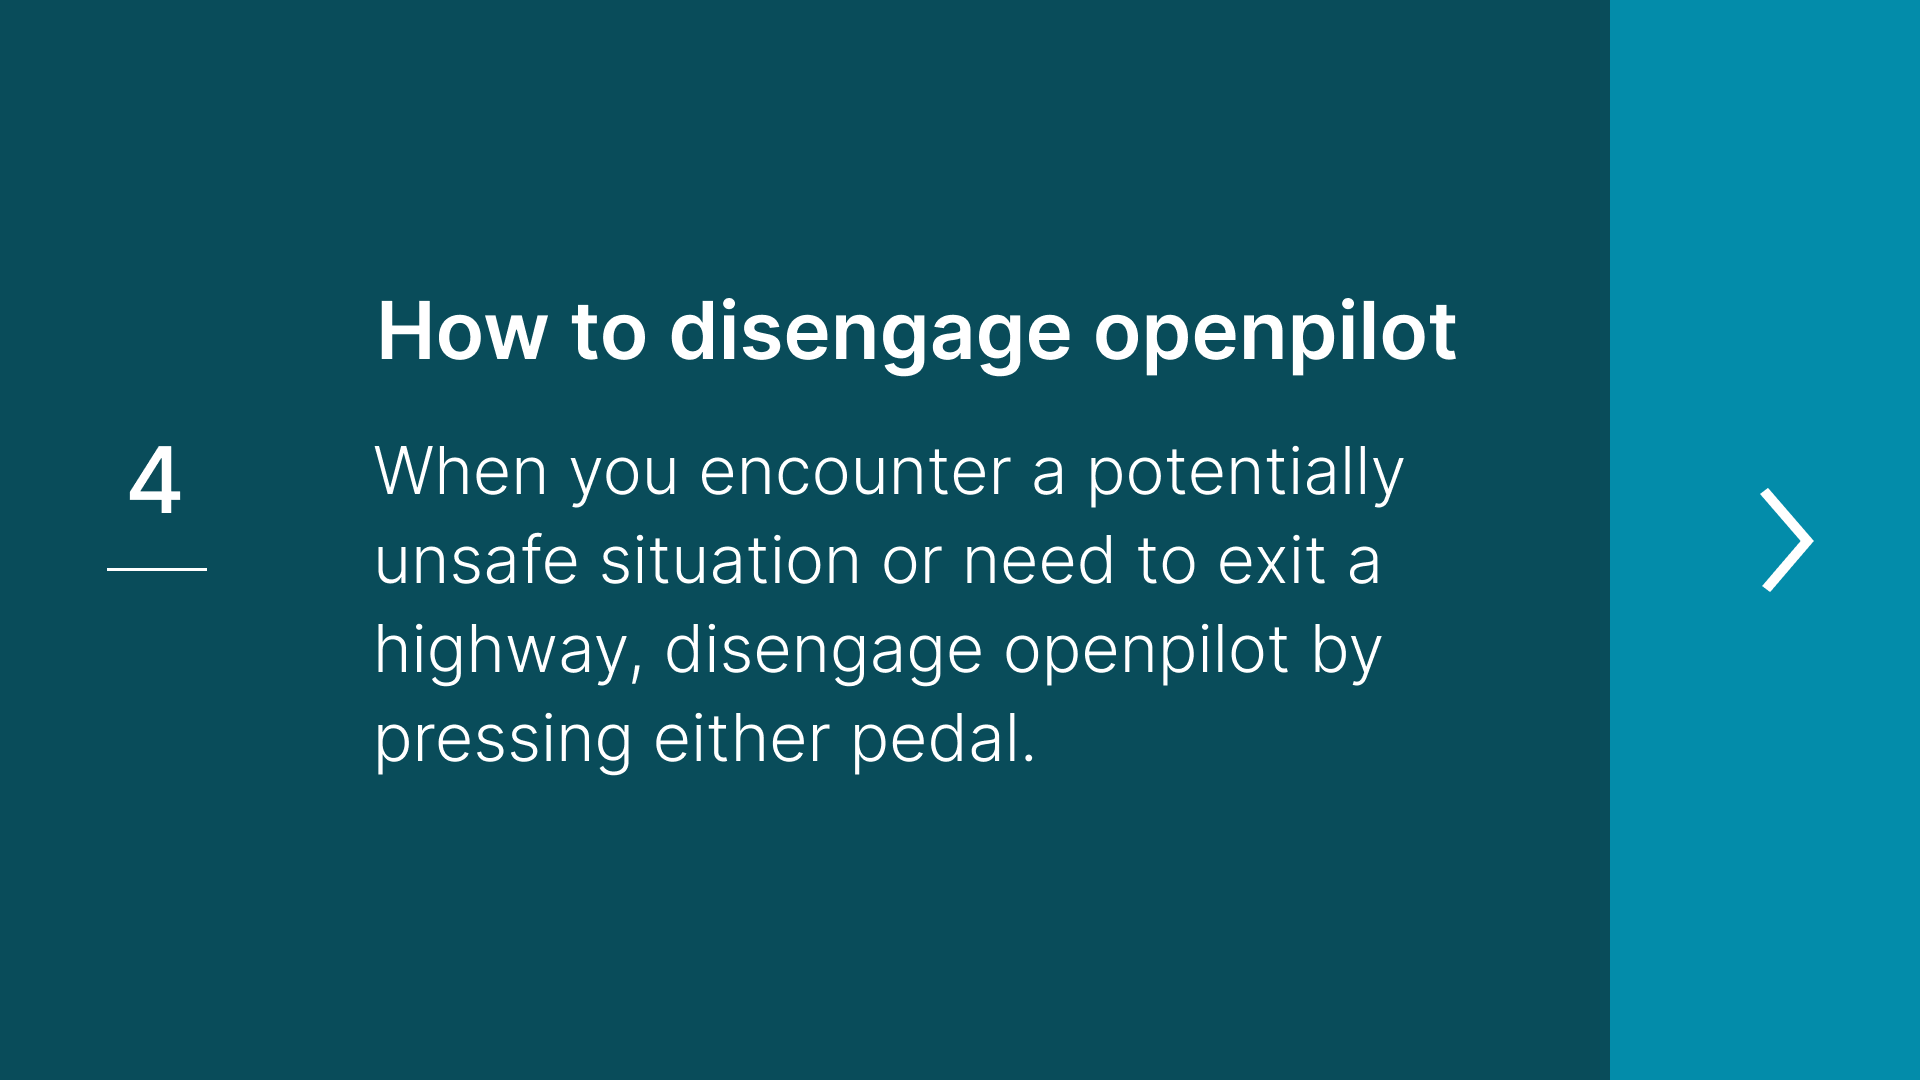 How to disengage openpilot
4
When you encounter a potentially
unsafe situation or need to exit a
highway, disengage openpilot by
pressing either pedal.